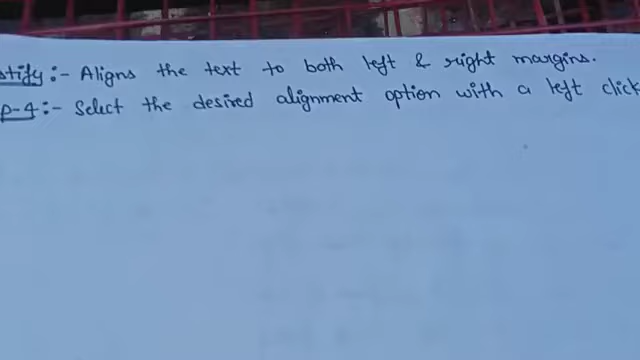 stify :- Aligns the text to both left & right margins.
p-4 :- Select the desired alignment option with a left click